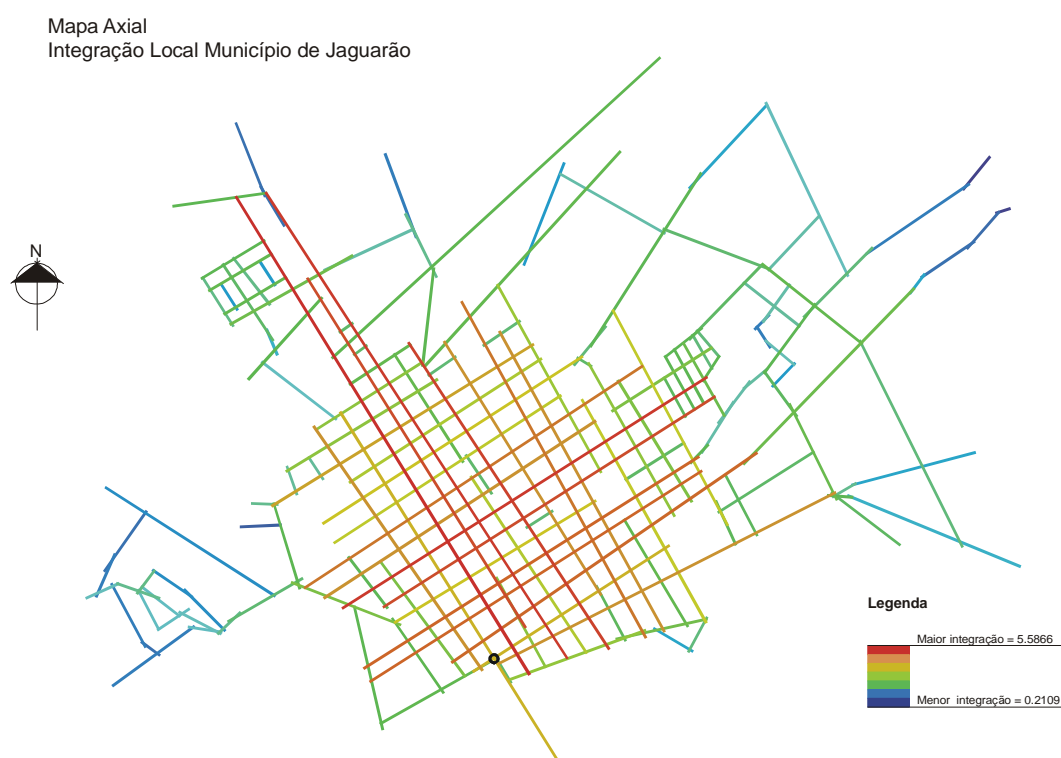 Mapa Axial
Integração Local Município de Jaguarão
N
Legenda
Maior integração = 5.5866
Menor integração = 0.2109